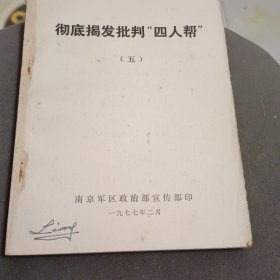 彻底揭发批判“四人帮”
（五）
南京军区政治部宣传部印
一九七七年二月